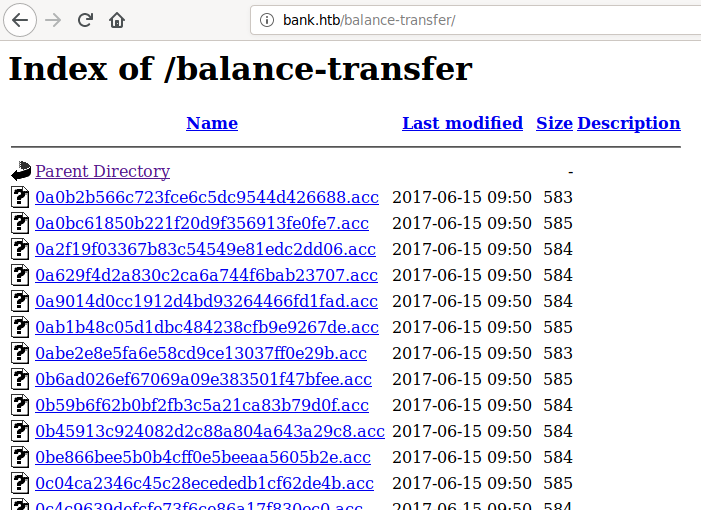 bank.htb/balance-transfer/
Index of /balance-transfer
Name Last modified Size Description
Parent Directory -
0a0b2b566c723fce6c5dc9544d426688.acc 2017-06-15 09:50 583
0a0bc61850b221f20d9f356913fe0fe7.acc 2017-06-15 09:50 585
0a2f19f03367b83c54549e81edc2dd06.acc 2017-06-15 09:50 584
0a629f4d2a830c2ca6a744f6bab23707.acc 2017-06-15 09:50 584
0a9014d0cc1912d4bd93264466fd1fad.acc 2017-06-15 09:50 584
0ab1b48c05d1dbc484238cfb9e9267de.acc 2017-06-15 09:50 585
0abe2e8e5fa6e58cd9ce13037ff0e29b.acc 2017-06-15 09:50 583
0b6ad026ef67069a09e383501f47bfee.acc 2017-06-15 09:50 585
0b59b6f62b0bf2fb3c5a21ca83b79d0f.acc 2017-06-15 09:50 584
0b45913c924082d2c88a804a643a29c8.acc 2017-06-15 09:50 584
0be866bee5b0b4cff0e5beeaa5605b2e.acc 2017-06-15 09:50 584
0c04ca2346c45c28ecededb1cf62de4b.acc 2017-06-15 09:50 585
0c4c9639defcfe73f6ce86a17f830ec0.acc 2017-06-15 09:50 584